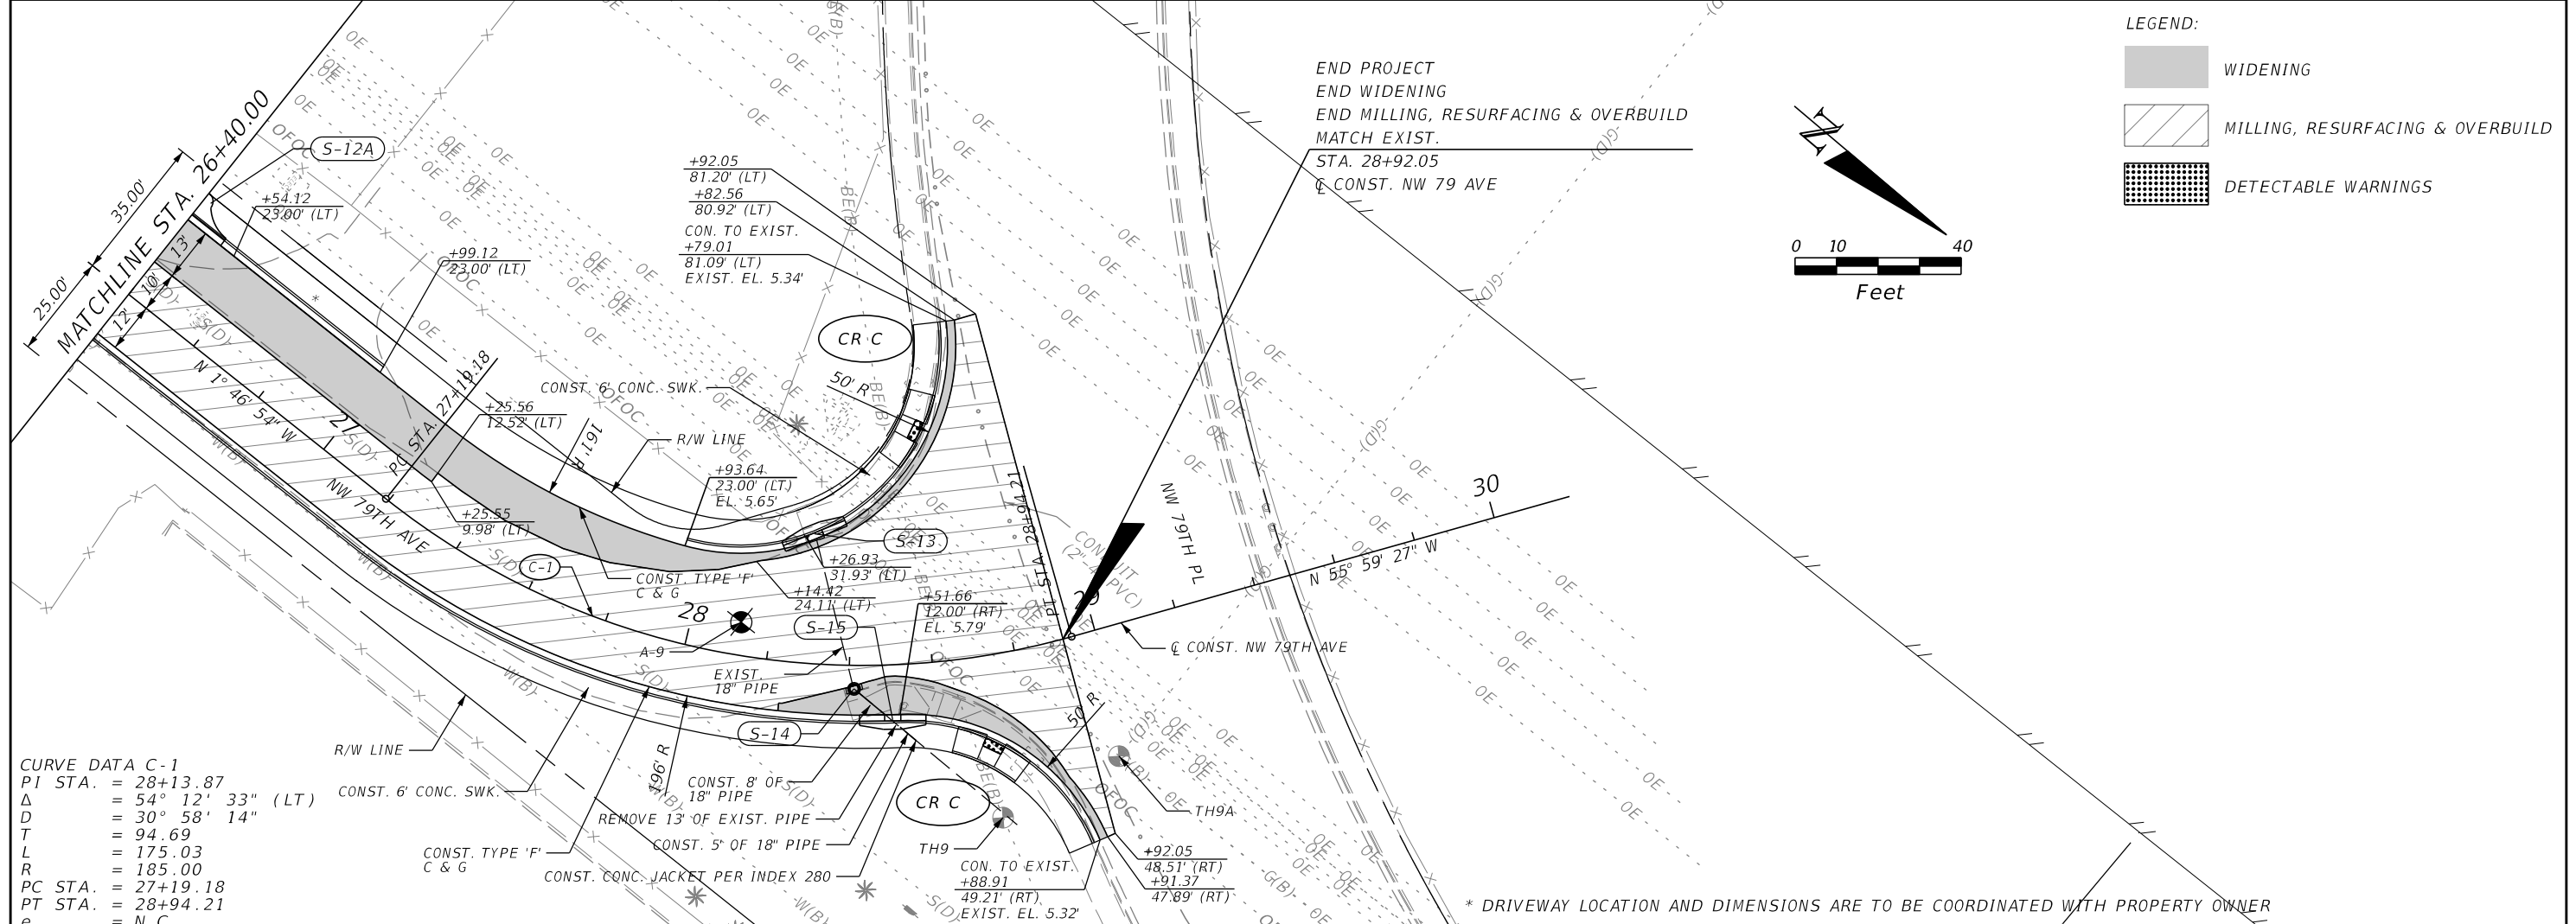 LEGEND:
WIDENING
MILLING, RESURFACING & OVERBUILD
DETECTABLE WARNINGS
END PROJECT
END WIDENING
END MILLING, RESURFACING & OVERBUILD
MATCH EXIST.
STA. 28+92.05
℄ CONST. NW 79 AVE
N
0 10 40
Feet
MATCHLINE STA. 26+40.00
35.00'
25.00'
13'
10'
12'
S-12A
+54.12
23.00' (LT)
+99.12
23.00' (LT)
+92.05
81.20' (LT)
+82.56
80.92' (LT)
CON. TO EXIST.
+79.01
81.09' (LT)
EXIST. EL. 5.34'
CR C
50' R
CONST. 6' CONC. SWK.
R/W LINE
161' R
N 1° 46' 54" W
27
PC STA. 27+19.18
+25.56
12.52' (LT)
+25.55
9.98' (LT)
NW 79TH AVE
+93.64
23.00' (LT)
EL. 5.65'
S-13
+26.93
31.93' (LT)
C-1
CONST. TYPE 'F'
C & G
+14.42
24.11' (LT)
+51.66
12.00' (RT)
EL. 5.79'
28
S-15
A-9
EXIST.
18" PIPE
PT STA. 28+94.21
29
30
NW 79TH PL
N 55° 59' 27" W
℄ CONST. NW 79TH AVE
CONDUIT
(2"-4" PVC)
S-14
50' R
196' R
R/W LINE
CONST. 6' CONC. SWK.
CONST. TYPE 'F'
C & G
CONST. 8' OF
18" PIPE
REMOVE 13' OF EXIST. PIPE
CONST. 5' OF 18" PIPE
CONST. CONC. JACKET PER INDEX 280
CR C
TH9
TH9A
CON. TO EXIST.
+88.91
49.21' (RT)
EXIST. EL. 5.32'
+92.05
48.51' (RT)
+91.37
47.89' (RT)
CURVE DATA C-1
PI STA. = 28+13.87
Δ = 54° 12' 33" (LT)
D = 30° 58' 14"
T = 94.69
L = 175.03
R = 185.00
PC STA. = 27+19.18
PT STA. = 28+94.21
e = N.C.
* DRIVEWAY LOCATION AND DIMENSIONS ARE TO BE COORDINATED WITH PROPERTY OWNER
OE
OFOC
BE(B)
W(B)
S(D)
G(D)
G(B)